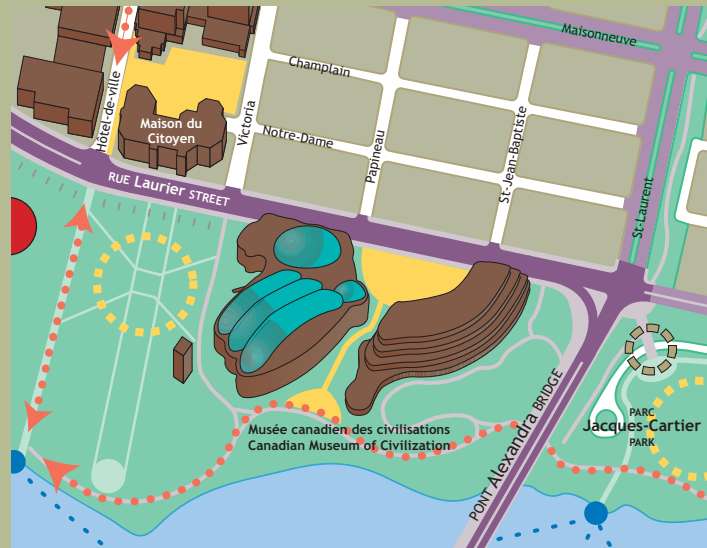 Maisonneuve
Champlain
Hôtel-de-ville
Maison du
Citoyen
Victoria
Notre-Dame
Papineau
St-Jean-Baptiste
St-Laurent
RUE Laurier STREET
Musée canadien des civilisations
Canadian Museum of Civilization
PONT Alexandra BRIDGE
PARC
Jacques-Cartier
PARK